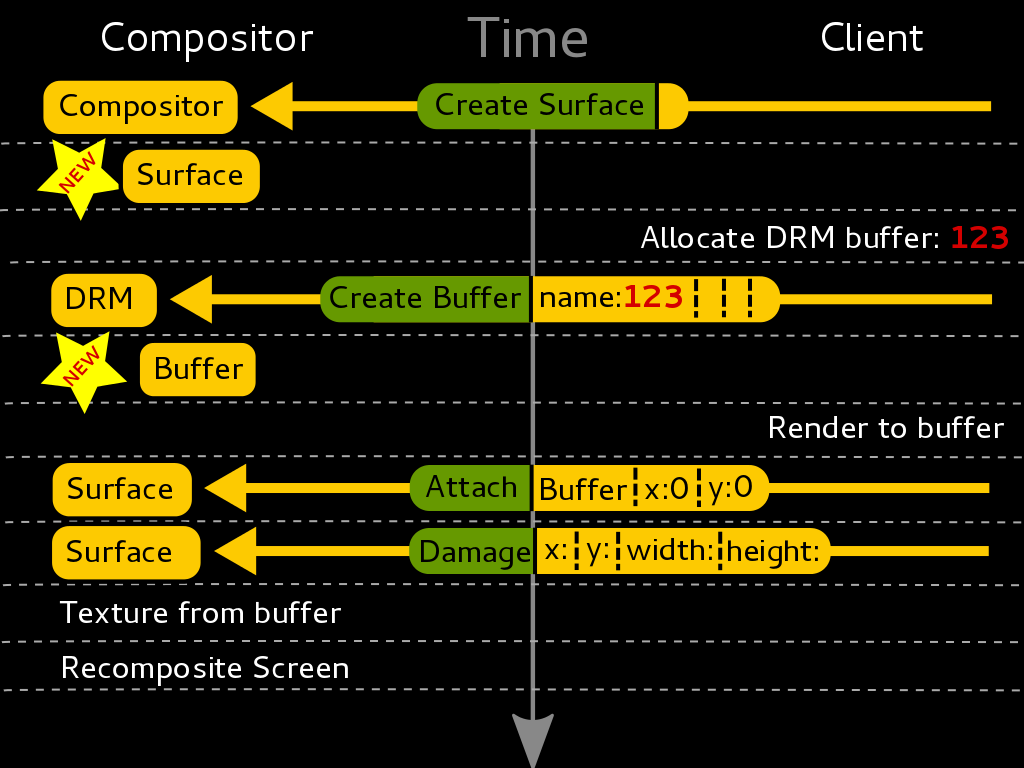 Compositor Time Client
Compositor Create Surface
NEW Surface
Allocate DRM buffer: 123
DRM Create Buffer name:123
NEW Buffer
Render to buffer
Surface Attach Buffer x:0 y:0
Surface Damage x: y: width: height:
Texture from buffer
Recomposite Screen